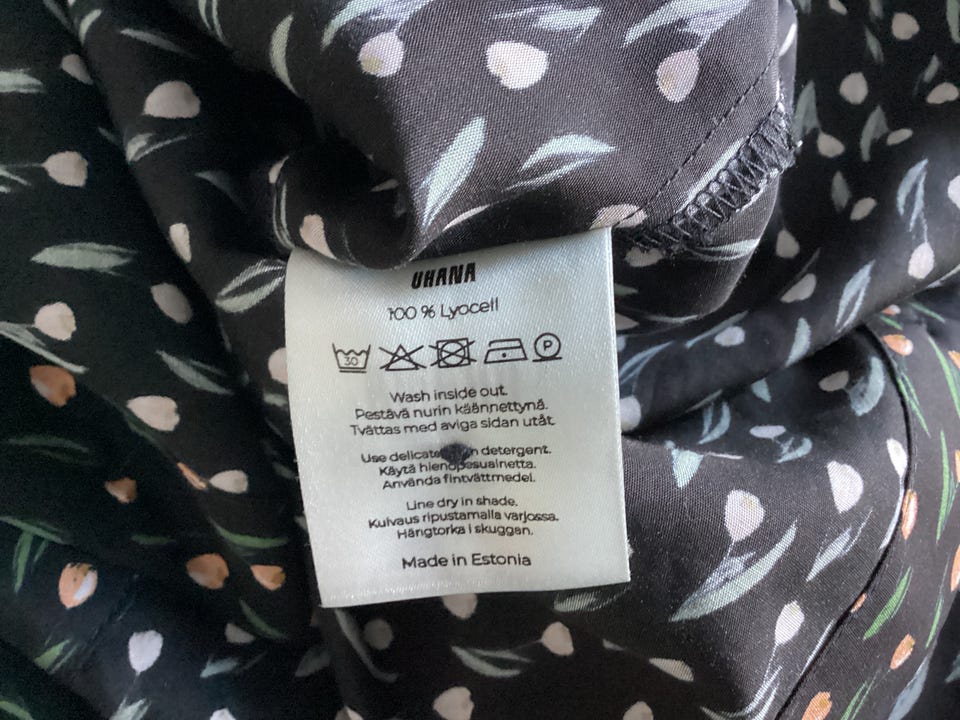 UHANA
100 % Lyocell
30 P
Wash inside out.
Pestävä nurin käännettynä.
Tvättas med aviga sidan utåt.
Use delicate detergent.
Käytä hienopesuainetta.
Använda fintvättmedel.
Line dry in shade.
Kuivaus ripustamalla varjossa.
Hängtorka i skuggan.
Made in Estonia